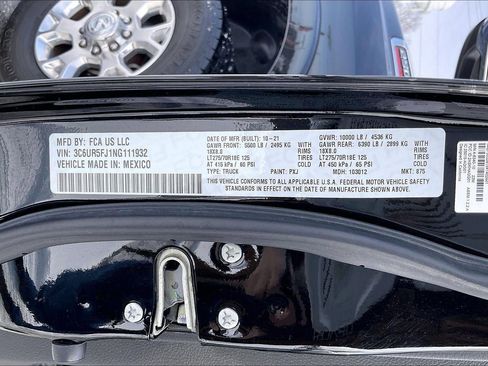 MFD BY: FCA US LLC
VIN: 3C6UR5FJ1NG111932
VEHICLE MADE IN: MEXICO
DATE OF MFR (BUILT): 10-21
GAWR FRONT: 5500 LB / 2495 KG
18X8.0 RIMS
LT275/70R18E 125 TIRES
AT 415 kPa / 60 PSI COLD
TYPE: TRUCK PAINT: PXJ
GVWR: 10000 LB / 4536 KG
GAWR REAR: 6390 LB / 2899 KG WITH
18X8.0 RIMS
LT275/70R18E 125 TIRES
AT 450 kPa / 65 PSI COLD
MDH: 103012 MKT: 875
THIS VEHICLE CONFORMS TO ALL APPLICABLE U.S.A. FEDERAL MOTOR VEHICLE
SAFETY STANDARDS IN EFFECT ON THE DATE OF MANUFACTURE SHOWN ABOVE